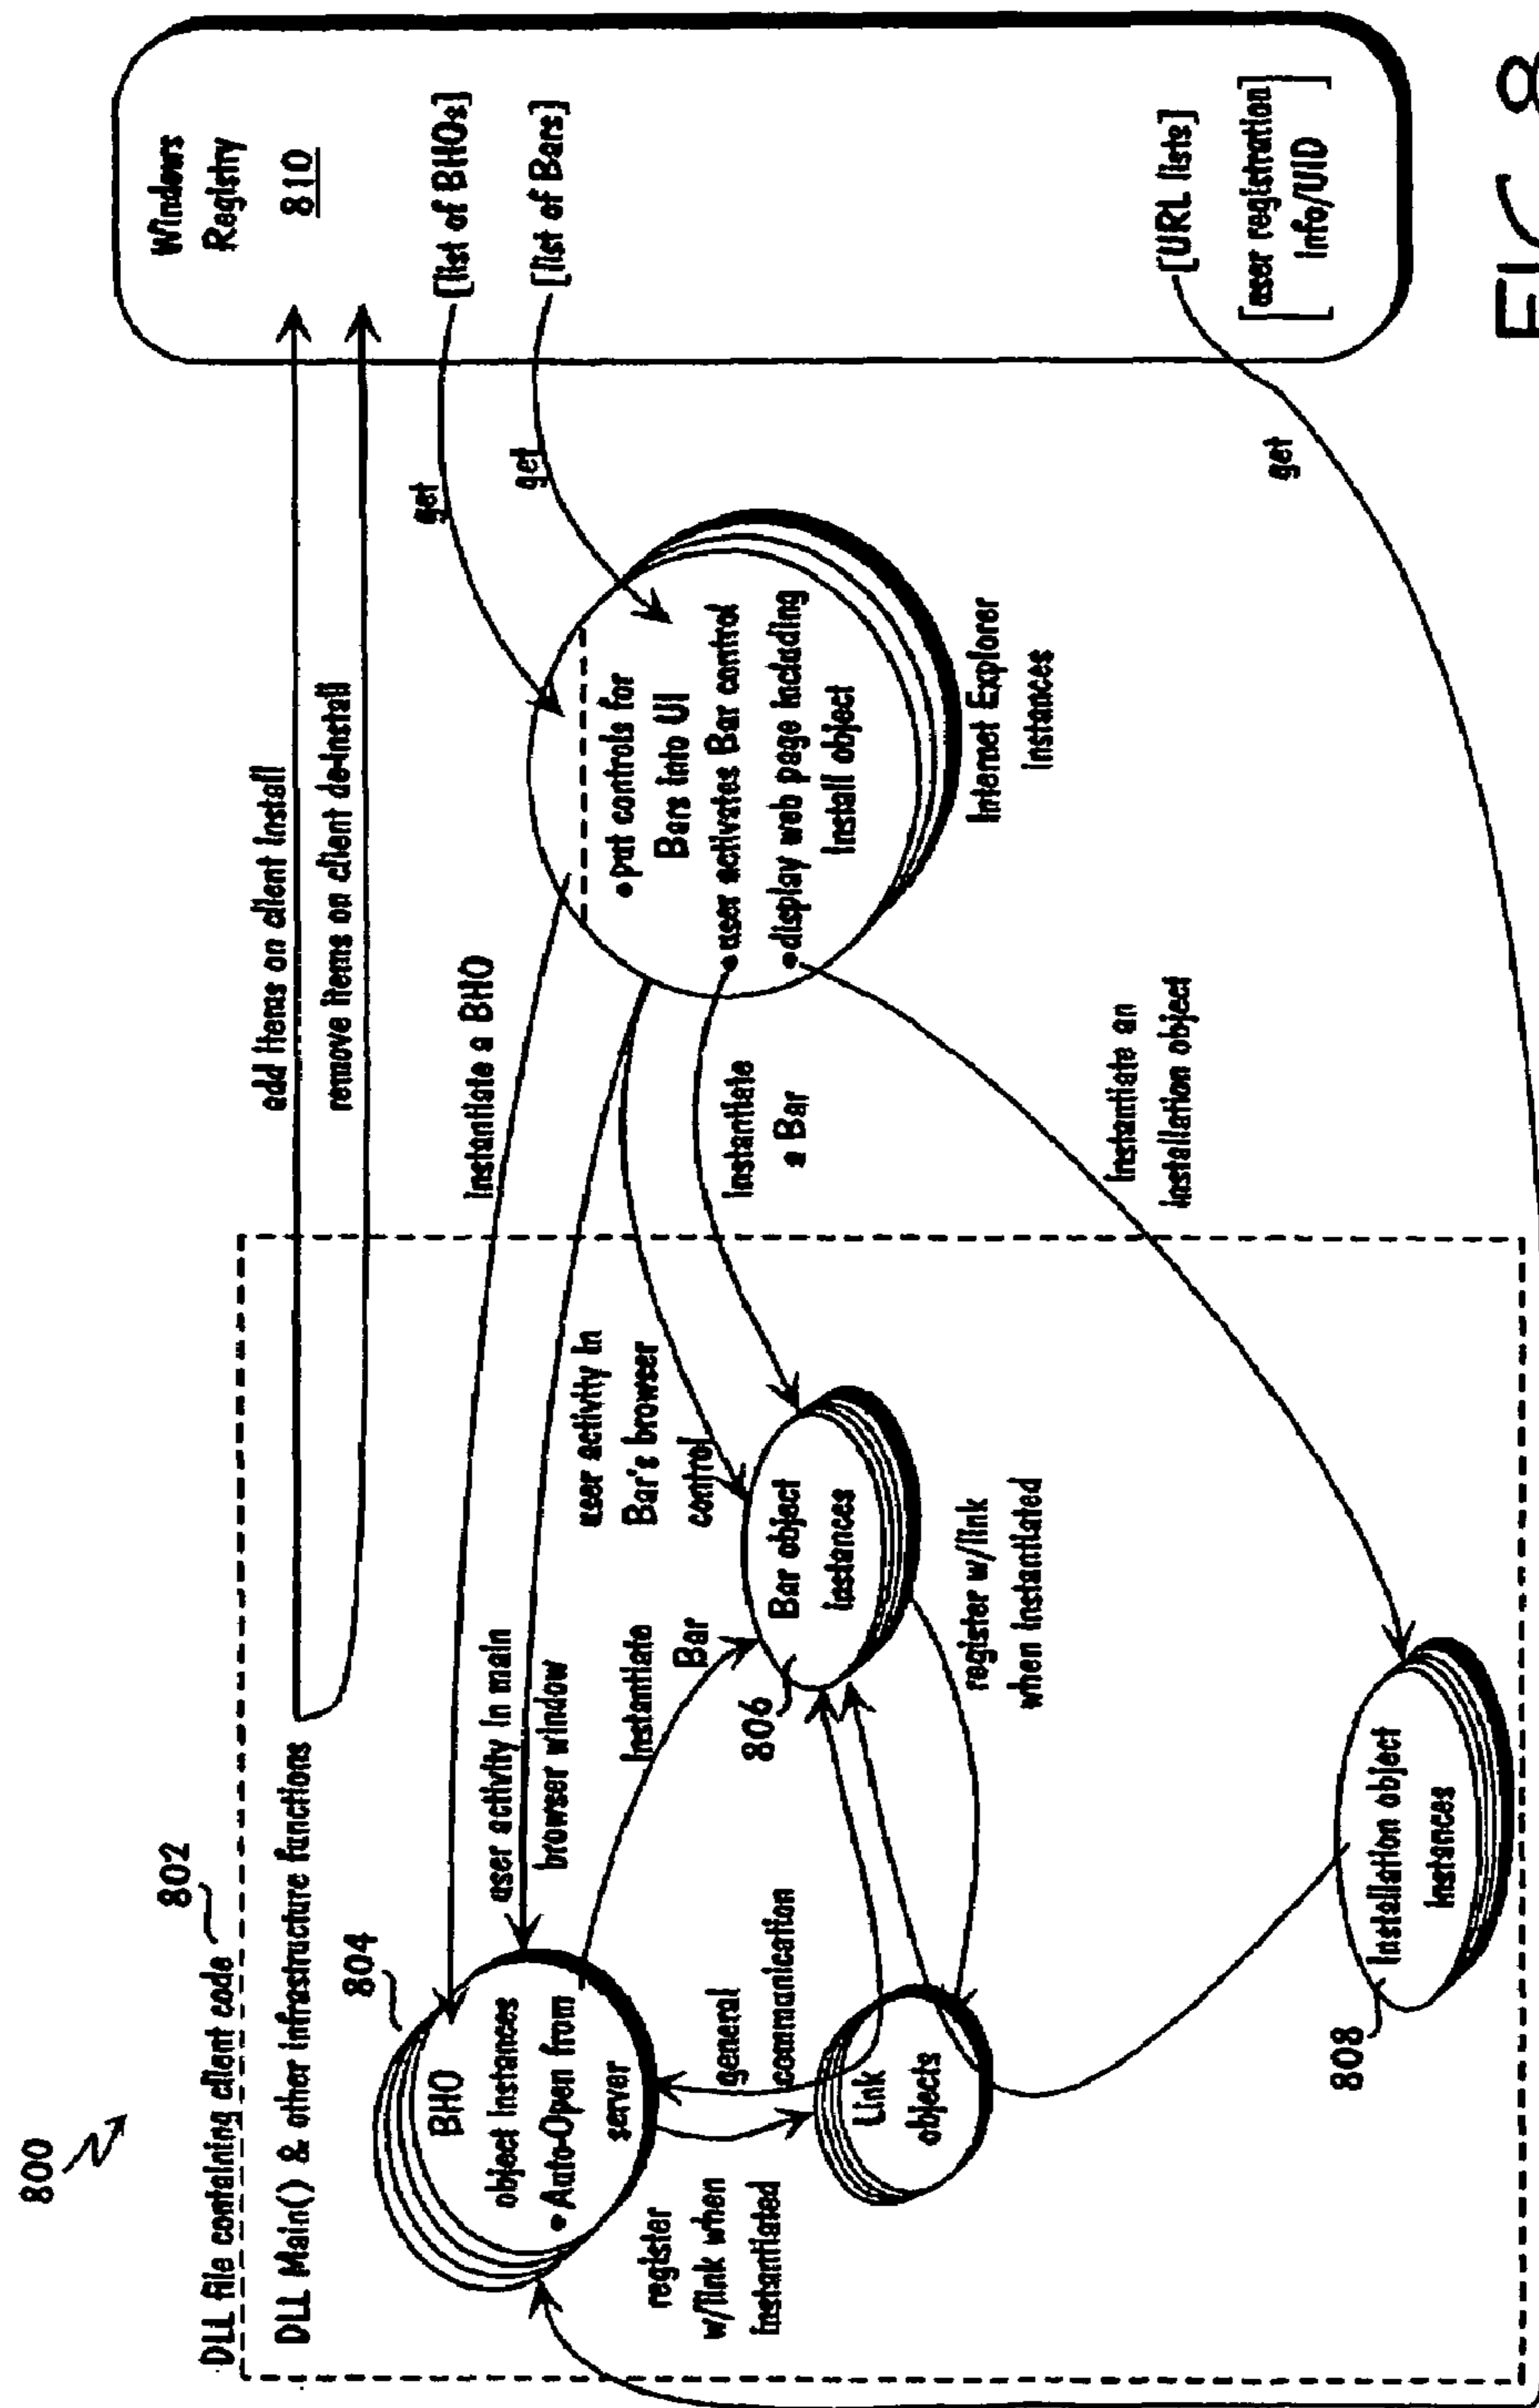 800
DLL file containing client code
802
DLL Main() & other infrastructure functions
add items on client install
remove items on client de-install
Windows
Registry
810
[list of BHOs]
[list of Bars]
[URL lists]
[user registration
info/UID]
get
get
get
804
BHO
object instances
•Auto-Open from
server
instantiate a BHO
user activity in main
browser window
user activity in
Bar's browser
control
instantiate
a Bar
•put controls for
Bars into UI
•user activates Bar control
•display web page including
install object
Internet Explorer
instances
instantiate
Bar
806
Bar object
instances
register w/link
when instantiated
general
communication
register
w/link when
instantiated
Link
objects
instantiate an
installation object
808
Installation object
instances